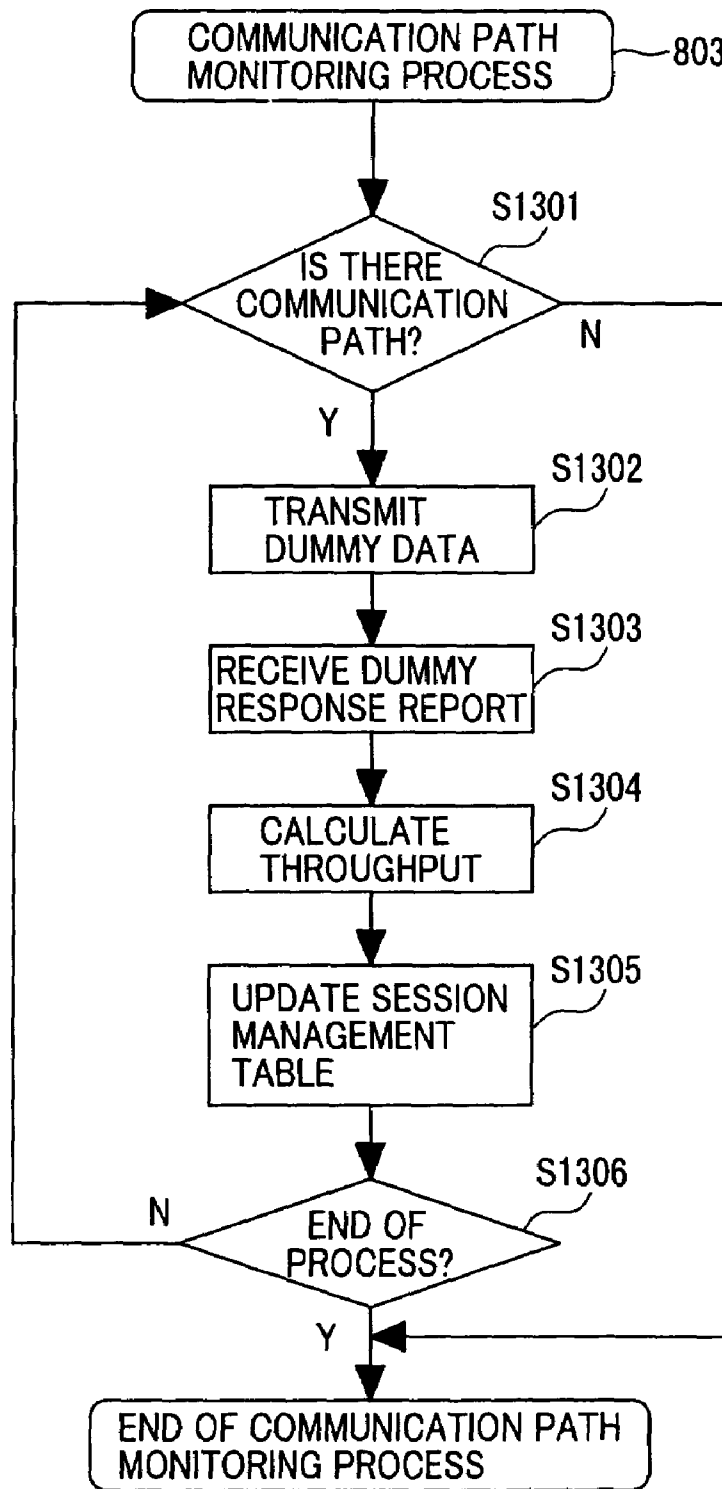 COMMUNICATION PATH
MONITORING PROCESS
803
S1301
IS THERE
COMMUNICATION
PATH?
N
Y
S1302
TRANSMIT
DUMMY DATA
S1303
RECEIVE DUMMY
RESPONSE REPORT
S1304
CALCULATE
THROUGHPUT
S1305
UPDATE SESSION
MANAGEMENT
TABLE
S1306
N
END OF
PROCESS?
Y
END OF COMMUNICATION PATH
MONITORING PROCESS